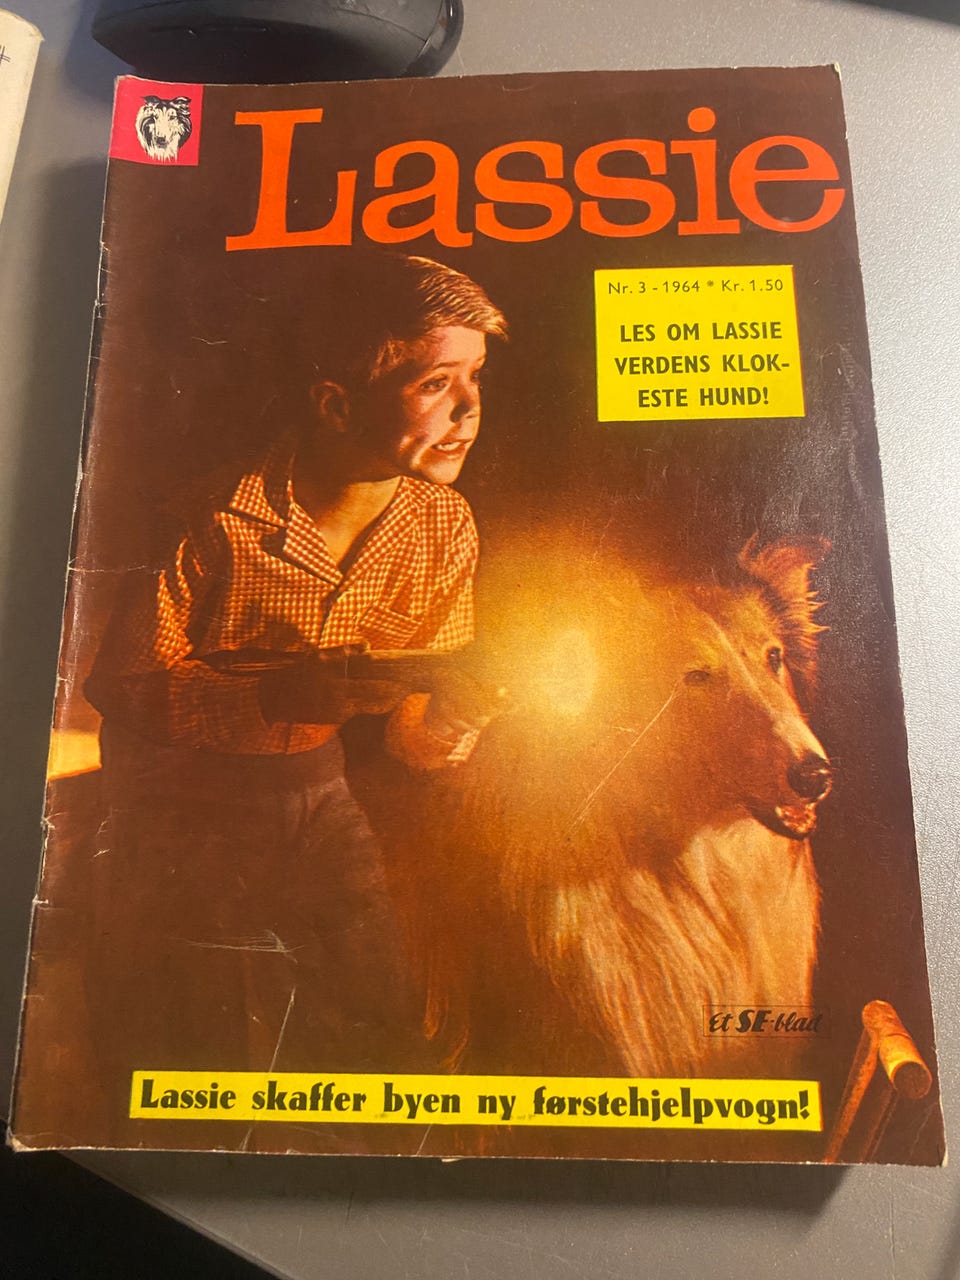 Lassie
Nr. 3 - 1964 * Kr. 1.50
LES OM LASSIE
VERDENS KLOK-
ESTE HUND!
Et SE-blad
Lassie skaffer byen ny førstehjelpvogn!